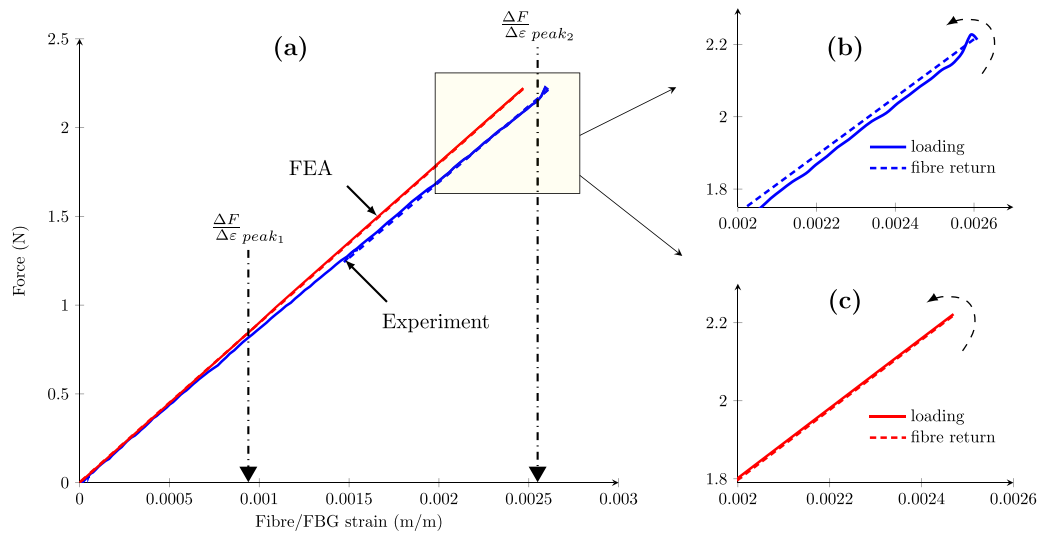 (a)
ΔF/Δε peak₂
2.5
2
1.5
1
0.5
0
FEA
ΔF/Δε peak₁
Experiment
Force (N)
0 0.0005 0.001 0.0015 0.002 0.0025 0.003
Fibre/FBG strain (m/m)
(b)
2.2
2
1.8
loading
fibre return
0.002 0.0022 0.0024 0.0026
(c)
2.2
2
1.8
loading
fibre return
0.002 0.0022 0.0024 0.0026